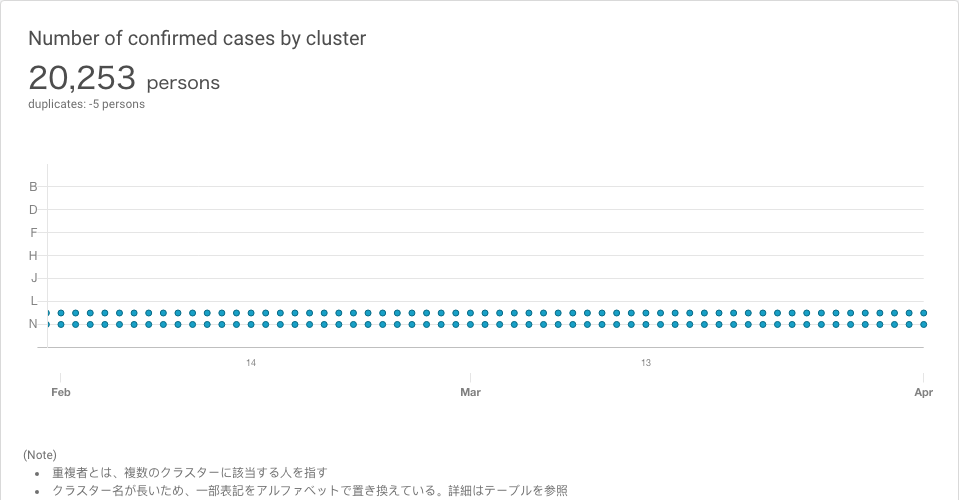 Number of confirmed cases by cluster
20,253 persons
duplicates: -5 persons
B
D
F
H
J
L
N
14 13
Feb Mar Apr
(Note)
• 重複者とは、複数のクラスターに該当する人を指す
• クラスター名が長いため、一部表記をアルファベットで置き換えている。詳細はテーブルを参照